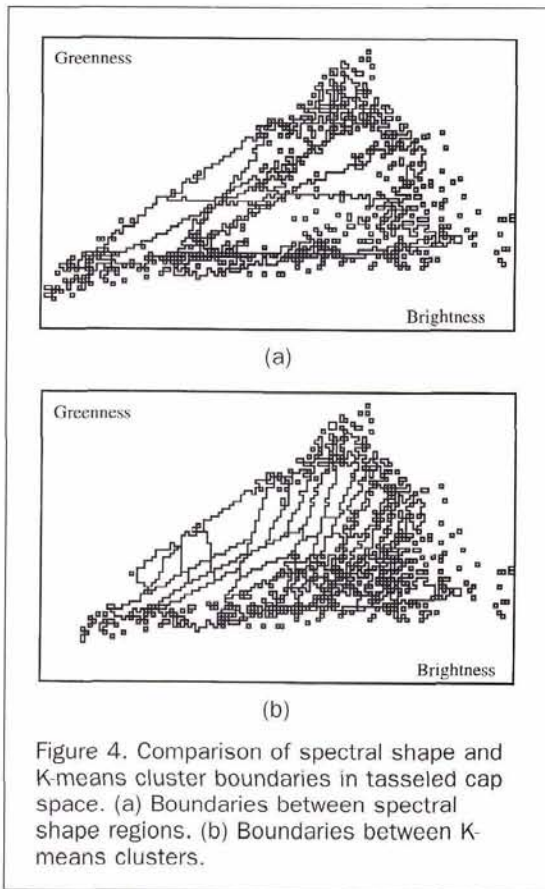 Greenness
Brightness
(a)
Greenness
Brightness
(b)
Figure 4. Comparison of spectral shape and
K-means cluster boundaries in tasseled cap
space. (a) Boundaries between spectral
shape regions. (b) Boundaries between K-
means clusters.